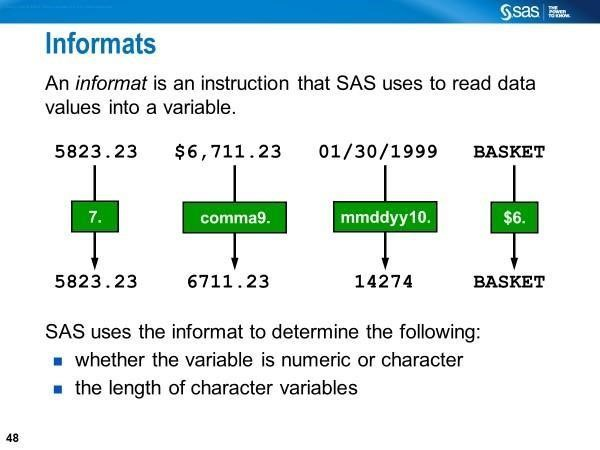 sas THE POWER TO KNOW.
Informats
An informat is an instruction that SAS uses to read data
values into a variable.
5823.23 $6,711.23 01/30/1999 BASKET
7. comma9. mmddyy10. $6.
5823.23 6711.23 14274 BASKET
SAS uses the informat to determine the following:
whether the variable is numeric or character
the length of character variables
48